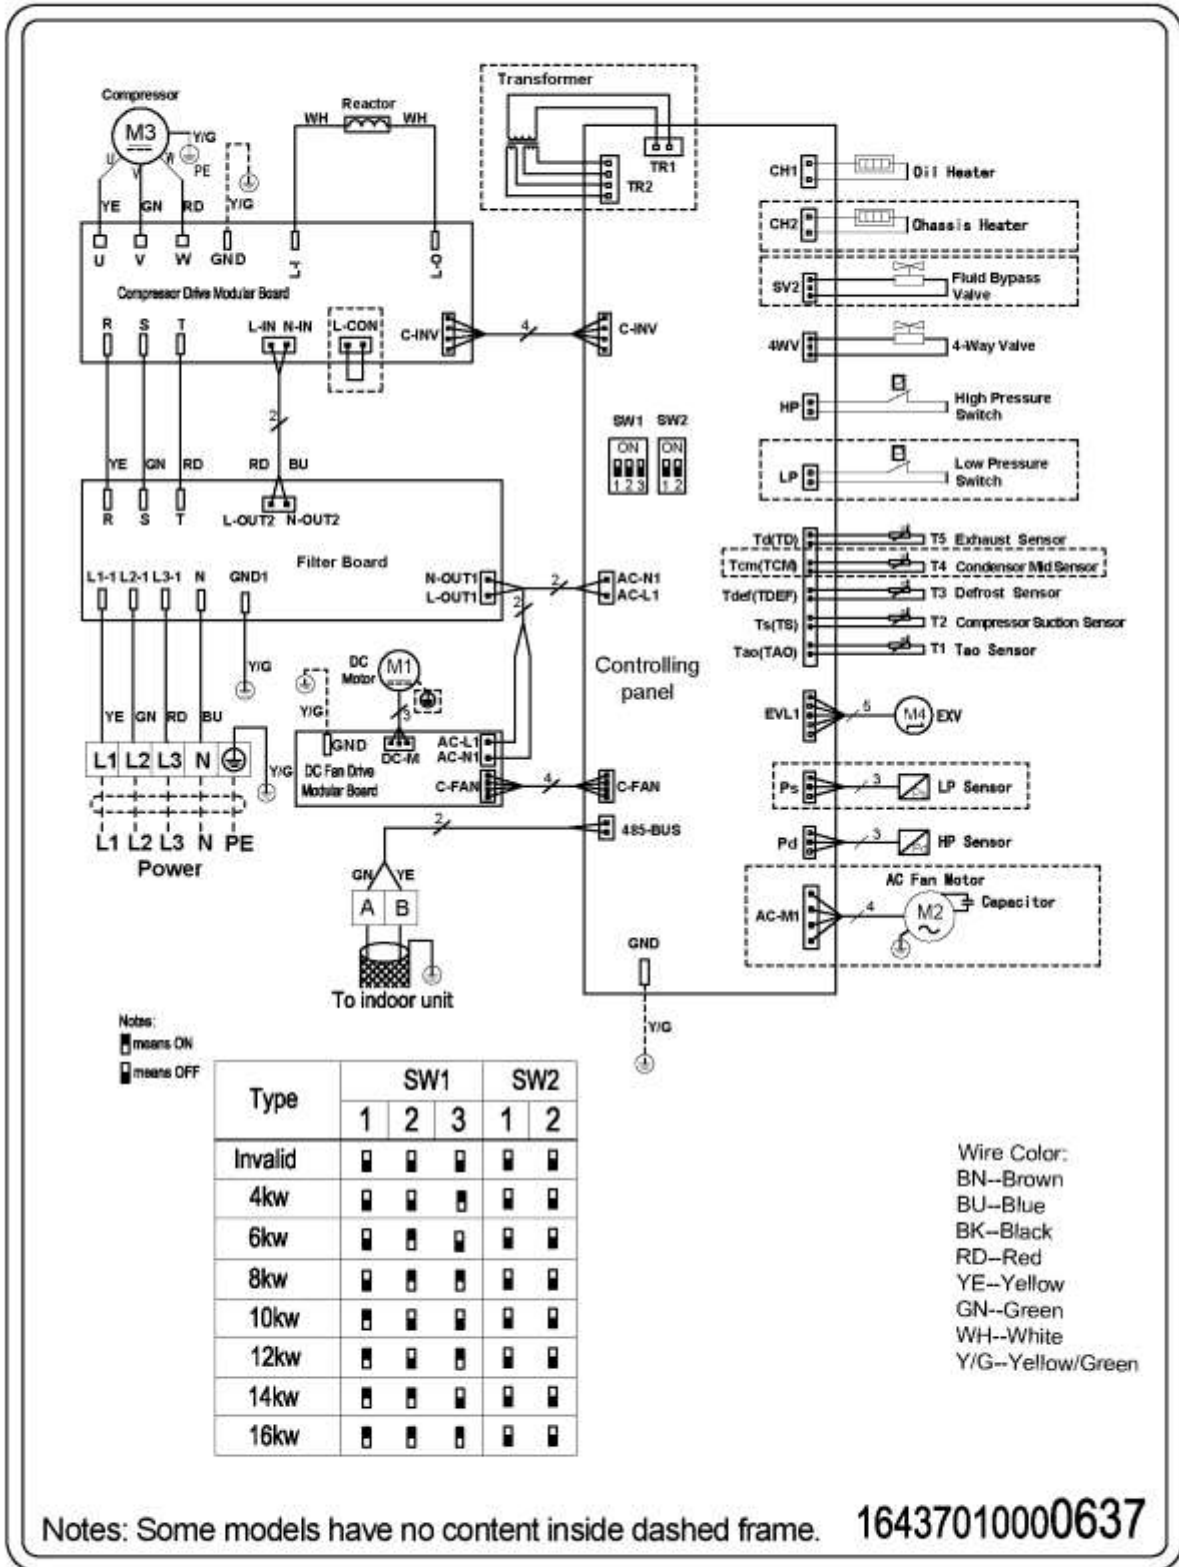 Compressor
M3
U
V
W
Y/G
PE
YE
GN
RD
Y/G
WH
Reactor
WH
Transformer
TR1
TR2
U
V
W
GND
L-I
L-O
Compressor Drive Modular Board
R
S
T
L-IN N-IN
L-CON
C-INV
4
C-INV
2
YE
GN
RD
RD
BU
R
S
T
L-OUT2 N-OUT2
Filter Board
L1-1 L2-1 L3-1 N GND1
N-OUT1
L-OUT1
2
2
AC-N1
AC-L1
Y/G
YE
GN
RD
BU
L1 L2 L3 N
Y/G
L1 L2 L3 N PE
Power
DC
Motor
M1
3
Y/G
GND
DC-M
AC-L1
AC-N1
DC Fan Drive
Modular Board
C-FAN
4
C-FAN
2
485-BUS
GN
YE
A B
To indoor unit
SW1 SW2
ON ON
1 2 3 1 2
Controlling
panel
GND
Y/G
CH1
Oil Heater
CH2
Chassis Heater
SV2
Fluid Bypass
Valve
4WV
4-Way Valve
HP
High Pressure
Switch
LP
Low Pressure
Switch
Td(TD)
T5 Exhaust Sensor
Tcm(TCM)
T4 Condensor Mid Sensor
Tdef(TDEF)
T3 Defrost Sensor
Ts(TS)
T2 Compressor Suction Sensor
Tao(TAO)
T1 Tao Sensor
EVL1
5
M4
EXV
Ps
3
LP Sensor
Pd
3
HP Sensor
AC Fan Motor
AC-M1
4
M2
Capacitor
Notes:
means ON
means OFF
Type SW1 SW2
1 2 3 1 2
Invalid
4kw
6kw
8kw
10kw
12kw
14kw
16kw
Wire Color:
BN--Brown
BU--Blue
BK--Black
RD--Red
YE--Yellow
GN--Green
WH--White
Y/G--Yellow/Green
Notes: Some models have no content inside dashed frame.
16437010000637